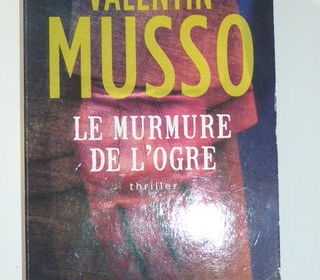 VALENTIN
MUSSO
LE MURMURE
DE L'OGRE
thriller